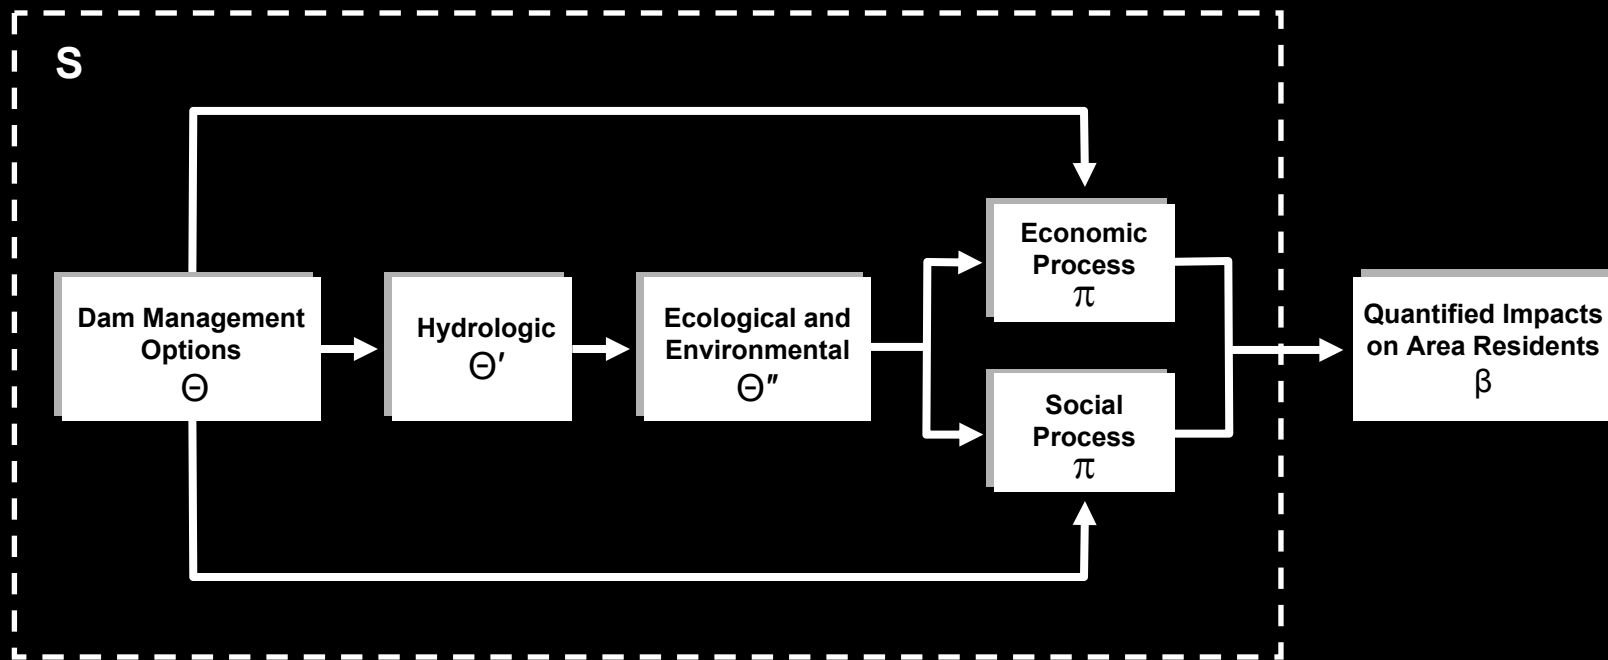 S
Dam Management
Options
Θ
Hydrologic
Θ′
Ecological and
Environmental
Θ″
Economic
Process
π
Social
Process
π
Quantified Impacts
on Area Residents
β